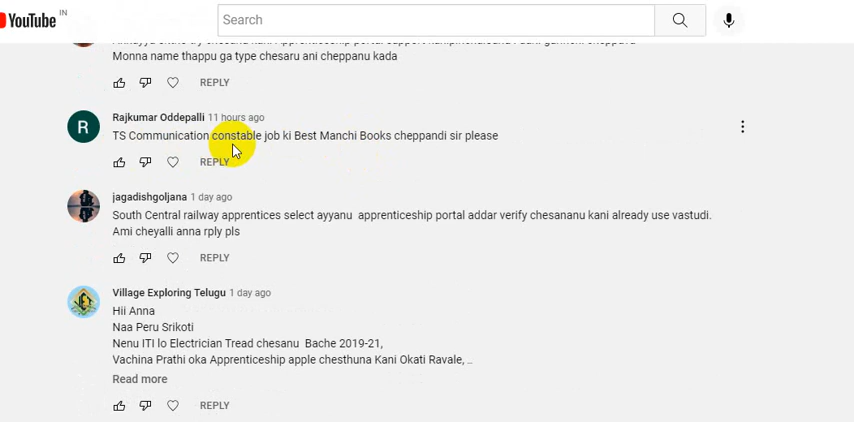 YouTube IN
Search
Monna name thappu ga type chesaru ani cheppanu kada
REPLY
R
Rajkumar Oddepalli 11 hours ago
TS Communication constable job ki Best Manchi Books cheppandi sir please
REPLY
jagadishgoljana 1 day ago
South Central railway apprentices select ayyanu apprenticeship portal addar verify chesananu kani already use vastudi.
Ami cheyalli anna rply pls
REPLY
Village Exploring Telugu 1 day ago
Hii Anna
Naa Peru Srikoti
Nenu ITI lo Electrician Tread chesanu Bache 2019-21,
Vachina Prathi oka Apprenticeship apple chesthuna Kani Okati Ravale, ..
Read more
REPLY